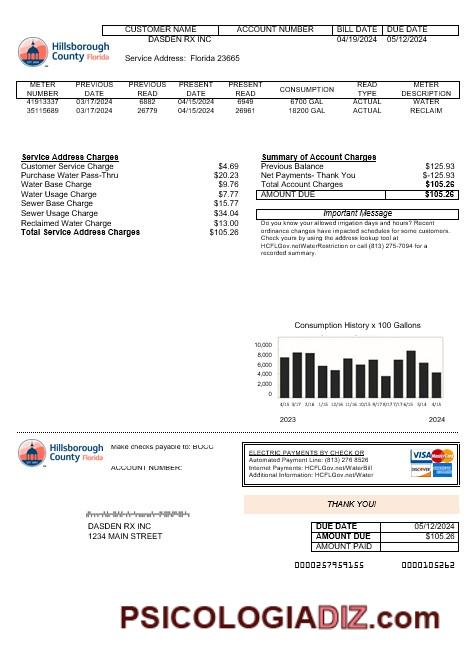 CUSTOMER NAME ACCOUNT NUMBER BILL DATE DUE DATE
DASDEN RX INC 04/19/2024 05/12/2024
Hillsborough
County Florida
Service Address: Florida 23665
METER NUMBER PREVIOUS DATE PREVIOUS READ PRESENT DATE PRESENT READ CONSUMPTION READ TYPE METER DESCRIPTION
41913337 03/17/2024 6882 04/15/2024 6949 6700 GAL ACTUAL WATER
35115689 03/17/2024 26779 04/15/2024 26961 18200 GAL ACTUAL RECLAIM
Service Address Charges
Customer Service Charge $4.69
Purchase Water Pass-Thru $20.23
Water Base Charge $9.76
Water Usage Charge $7.77
Sewer Base Charge $15.77
Sewer Usage Charge $34.04
Reclaimed Water Charge $13.00
Total Service Address Charges $105.26
Summary of Account Charges
Previous Balance $125.93
Net Payments- Thank You $-125.93
Total Account Charges $105.26
AMOUNT DUE $105.26
Important Message
Do you know your allowed irrigation days and hours? Recent
ordinance changes have impacted schedules for some customers.
Check yours by using the address lookup tool at
HCFLGov.net/WaterRestriction or call (813) 275-7094 for a
recorded summary.
Consumption History x 100 Gallons
10,000
8,000
6,000
4,000
2,000
0
2023 2024
Hillsborough
County Florida
Make checks payable to: BOCC
ACCOUNT NUMBER:
ELECTRIC PAYMENTS BY CHECK OR
Automated Payment Line: (813) 276 8526
Internet Payments: HCFLGov.net/WaterBill
Additional Information: HCFLGov.net/Water
VISA MasterCard
DISCOVER
THANK YOU!
DASDEN RX INC
1234 MAIN STREET
DUE DATE 05/12/2024
AMOUNT DUE $105.26
AMOUNT PAID
0000257959155 0000105262
PSICOLOGIADIZ.com